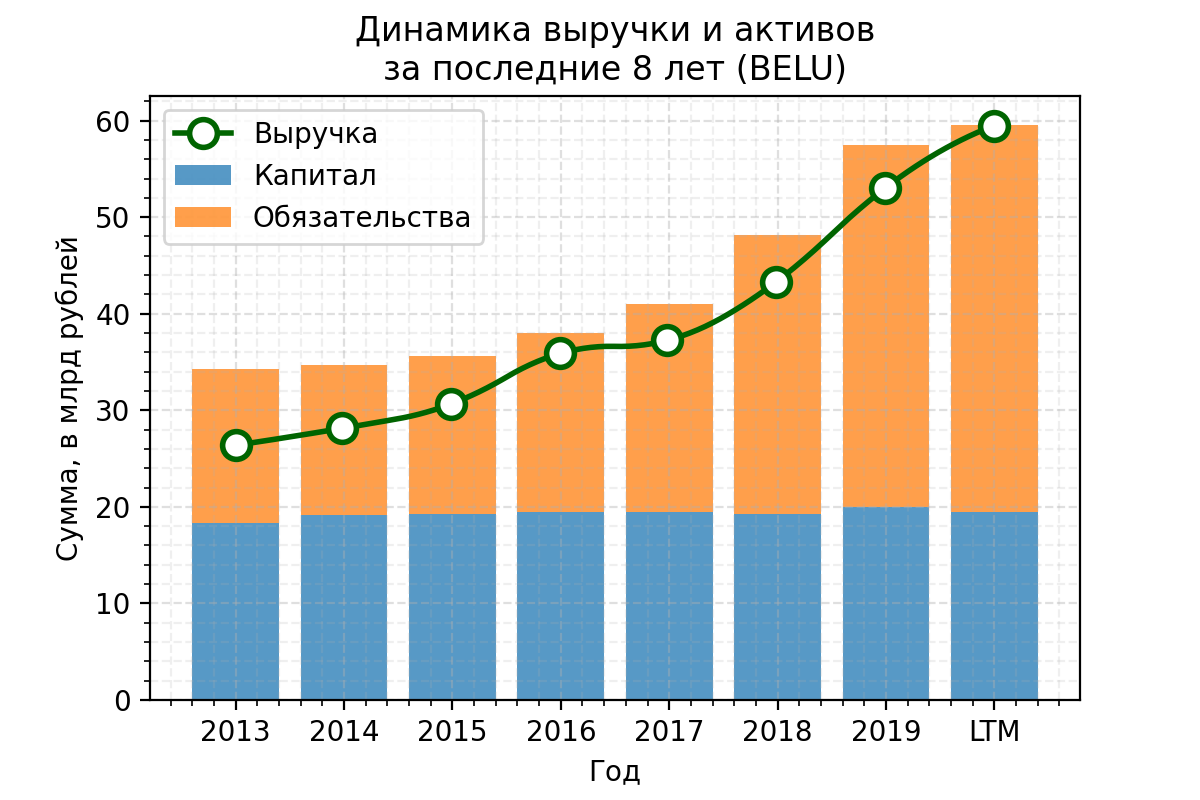 Динамика выручки и активов
за последние 8 лет (BELU)
Выручка
Капитал
Обязательства
Сумма, в млрд рублей
60
50
40
30
20
10
0
2013 2014 2015 2016 2017 2018 2019 LTM
Год